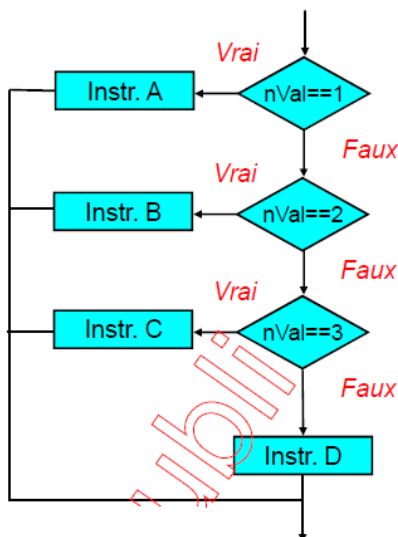 Vrai
Instr. A
nVal==1
Faux
Vrai
Instr. B
nVal==2
Faux
Vrai
Instr. C
nVal==3
Faux
Instr. D